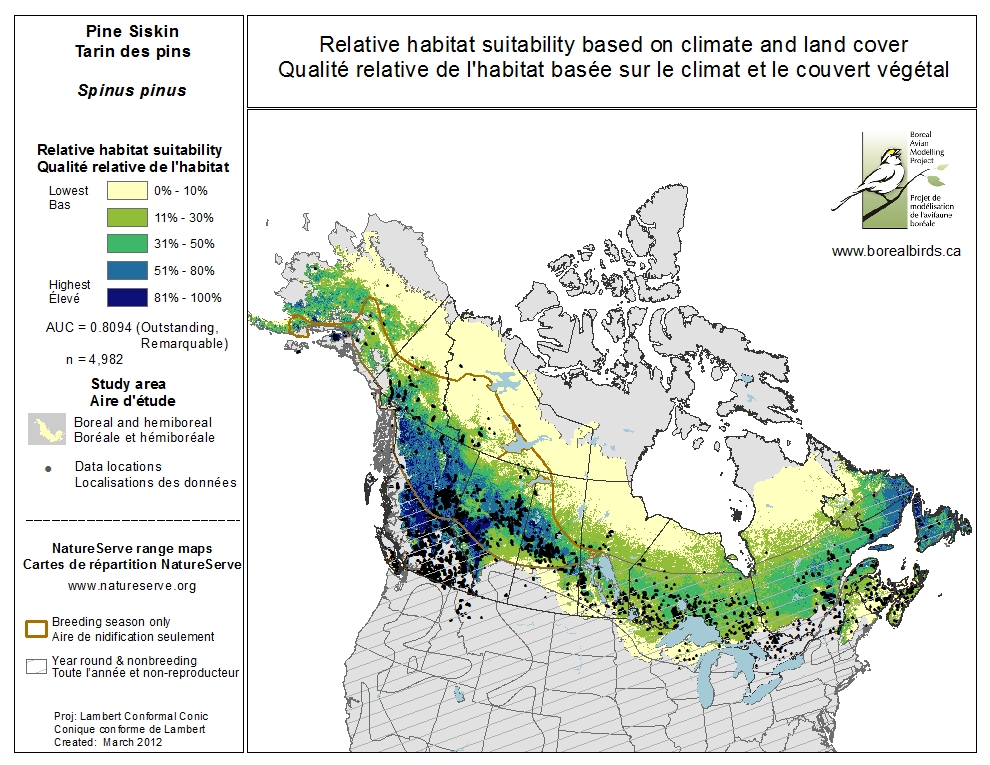 Pine Siskin
Tarin des pins
Spinus pinus
Relative habitat suitability based on climate and land cover
Qualité relative de l'habitat basée sur le climat et le couvert végétal
Relative habitat suitability
Qualité relative de l'habitat
Lowest
Bas
0% - 10%
11% - 30%
31% - 50%
51% - 80%
Highest
Élevé
81% - 100%
AUC = 0.8094 (Outstanding,
Remarquable)
n = 4,982
Study area
Aire d'étude
Boreal and hemiboreal
Boréale et hémiboréale
Data locations
Localisations des données
NatureServe range maps
Cartes de répartition NatureServe
www.natureserve.org
Breeding season only
Aire de nidification seulement
Year round & nonbreeding
Toute l'année et non-reproducteur
Proj: Lambert Conformal Conic
Conique conforme de Lambert
Created: March 2012
Boreal
Avian
Modelling
Project
Projet de
modélisation
de l'avifaune
boréale
www.borealbirds.ca